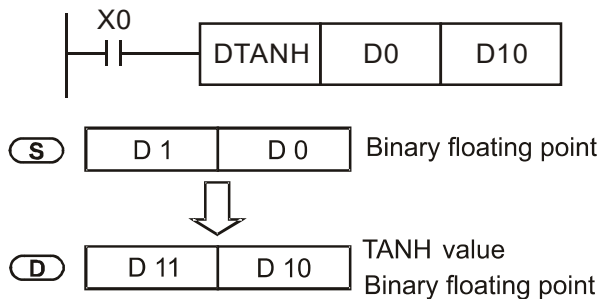 X0
DTANH D0 D10
S D 1 D 0 Binary floating point
D D 11 D 10 TANH value
Binary floating point